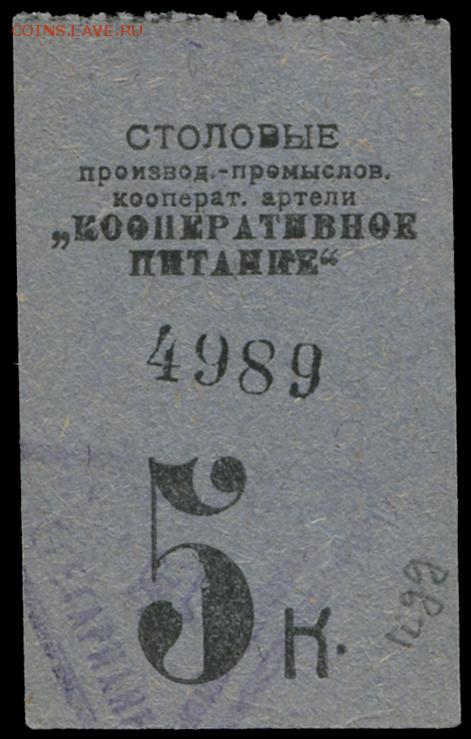 COINS.LAVE.RU
СТОЛОВЫЕ
производ.-промыслов.
кооперат. артели
„КООПЕРАТИВНОЕ
ПИТАНИЕ“
4989
5 к.